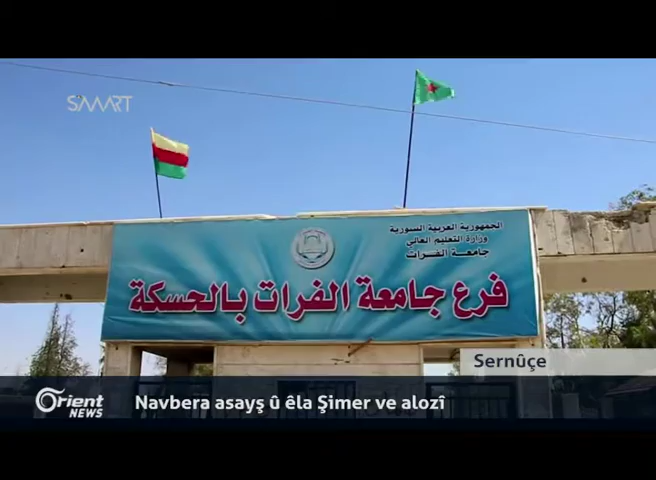 SMART
الجمهورية العربية السورية
وزارة التعليم العالي
جامعة الفرات
فرع جامعة الفرات بالحسكة
Sernûçe
Orient
NEWS
Navbera asayş û êla Şimer ve alozî